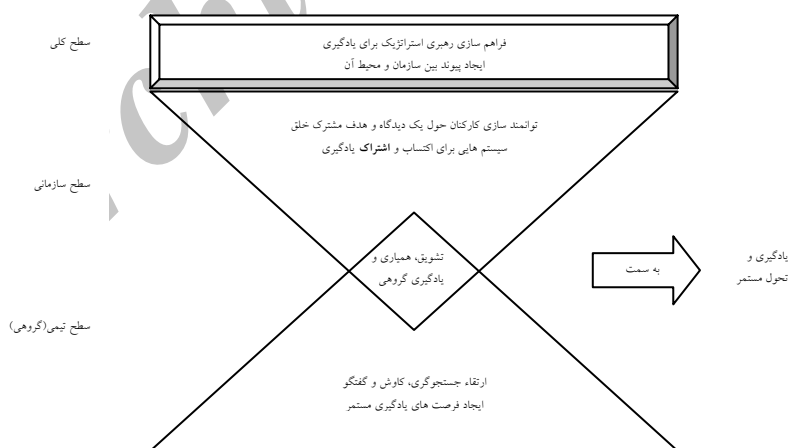 سطح کلی
فراهم سازی رهبری استراتژیک برای یادگیری
ایجاد پیوند بین سازمان و محیط آن
توانمند سازی کارکنان حول یک دیدگاه و هدف مشترک خلق
سیستم هایی برای اکتساب و اشتراک یادگیری
سطح سازمانی
تشویق، همیاری و
یادگیری گروهی
به سمت
یادگیری و
تحول مستمر
سطح تیمی(گروهی)
ارتقاء جستجوگری، کاوش و گفتگو
ایجاد فرصت های یادگیری مستمر